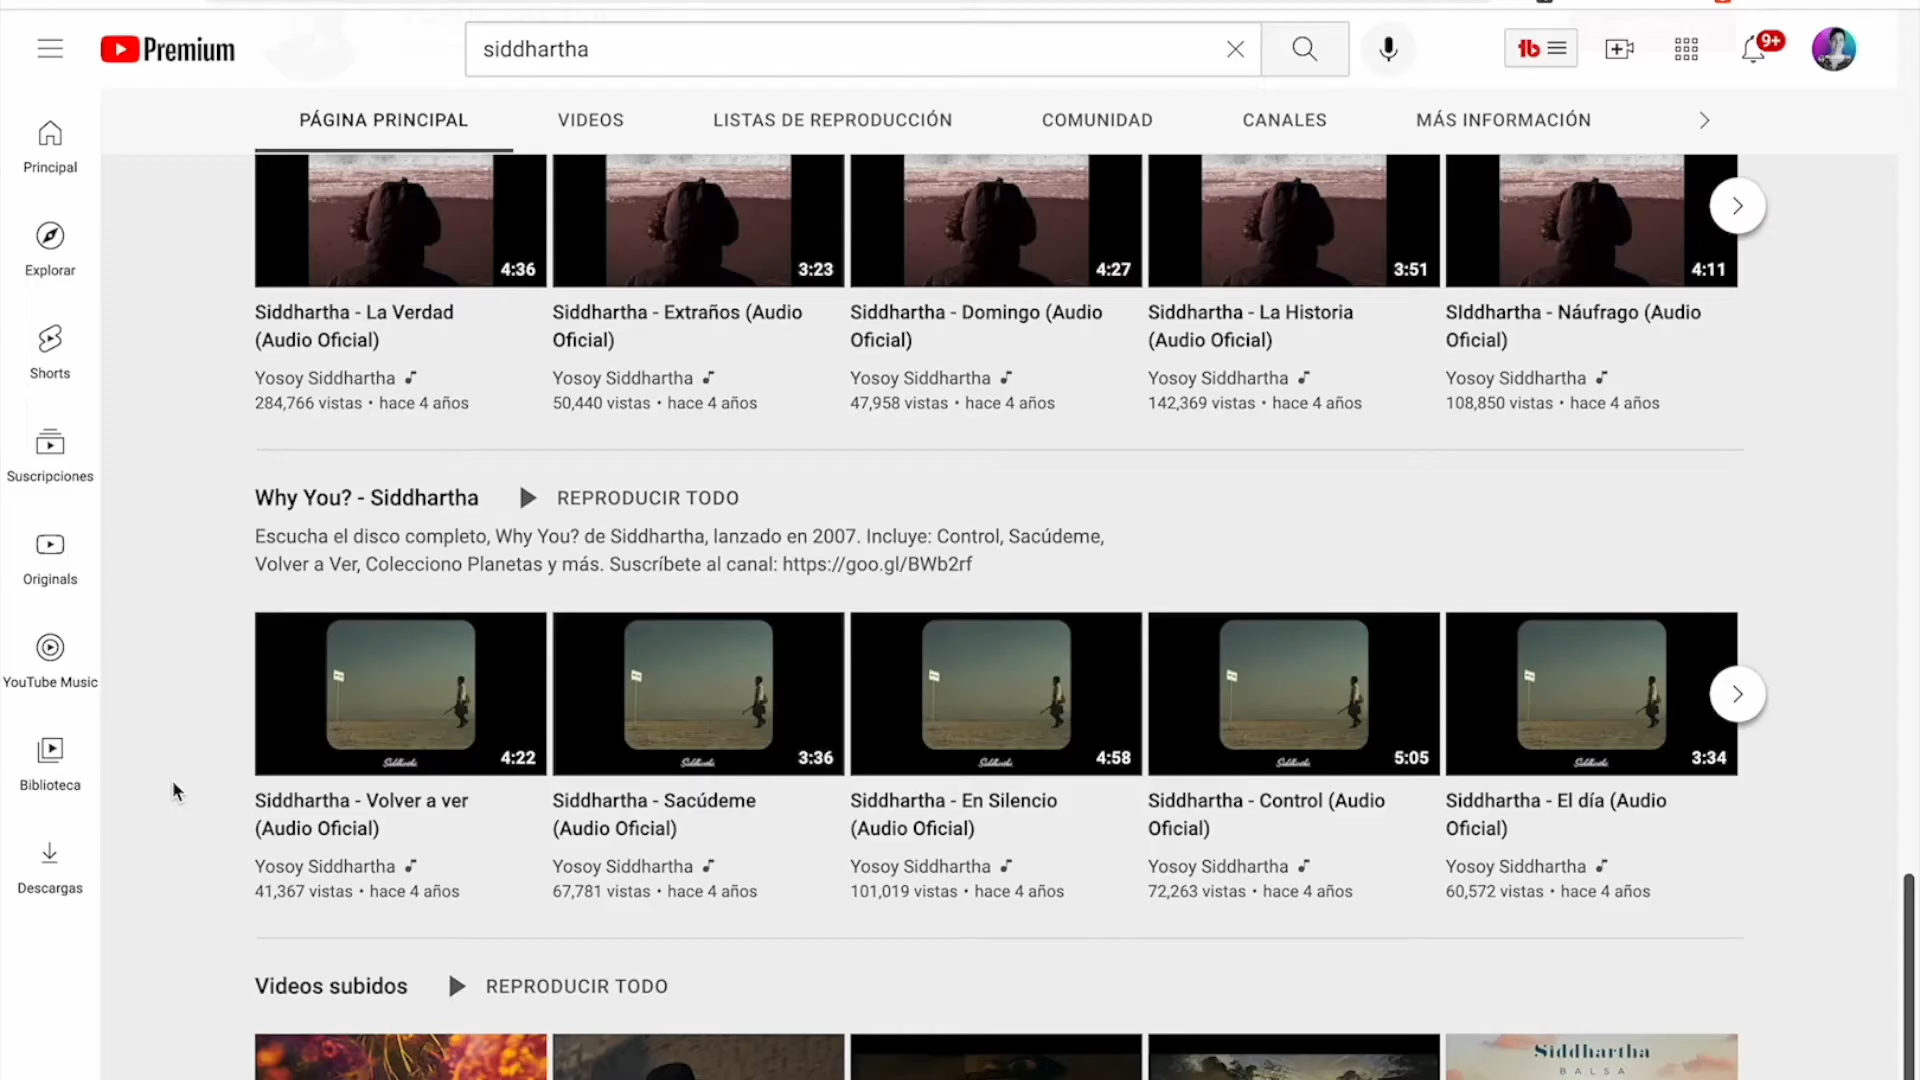 Premium
siddhartha
9+
PÁGINA PRINCIPAL
VIDEOS
LISTAS DE REPRODUCCIÓN
COMUNIDAD
CANALES
MÁS INFORMACIÓN
Principal
Explorar
Shorts
Suscripciones
Originals
YouTube Music
Biblioteca
Descargas
4:36
3:23
4:27
3:51
4:11
Siddhartha - La Verdad
(Audio Oficial)
Yosoy Siddhartha
284,766 vistas • hace 4 años
Siddhartha - Extraños (Audio
Oficial)
Yosoy Siddhartha
50,440 vistas • hace 4 años
Siddhartha - Domingo (Audio
Oficial)
Yosoy Siddhartha
47,958 vistas • hace 4 años
Siddhartha - La Historia
(Audio Oficial)
Yosoy Siddhartha
142,369 vistas • hace 4 años
SIddhartha - Náufrago (Audio
Oficial)
Yosoy Siddhartha
108,850 vistas • hace 4 años
Why You? - Siddhartha
REPRODUCIR TODO
Escucha el disco completo, Why You? de Siddhartha, lanzado en 2007. Incluye: Control, Sacúdeme,
Volver a Ver, Colecciono Planetas y más. Suscríbete al canal: https://goo.gl/BWb2rf
Siddhartha
4:22
Siddhartha
3:36
Siddhartha
4:58
Siddhartha
5:05
Siddhartha
3:34
Siddhartha - Volver a ver
(Audio Oficial)
Yosoy Siddhartha
41,367 vistas • hace 4 años
Siddhartha - Sacúdeme
(Audio Oficial)
Yosoy Siddhartha
67,781 vistas • hace 4 años
Siddhartha - En Silencio
(Audio Oficial)
Yosoy Siddhartha
101,019 vistas • hace 4 años
Siddhartha - Control (Audio
Oficial)
Yosoy Siddhartha
72,263 vistas • hace 4 años
Siddhartha - El día (Audio
Oficial)
Yosoy Siddhartha
60,572 vistas • hace 4 años
Videos subidos
REPRODUCIR TODO
Siddhartha
BALSA